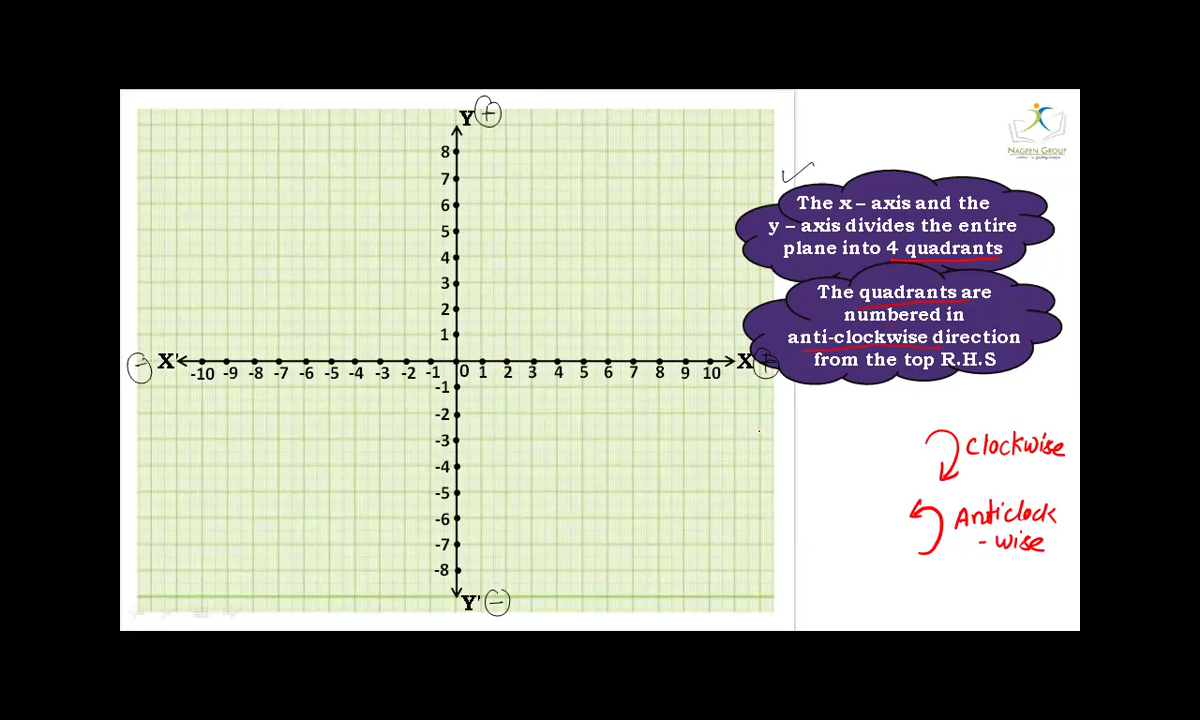 Y +
8
7
6
5
4
3
2
1
- X' -10 -9 -8 -7 -6 -5 -4 -3 -2 -1 0 1 2 3 4 5 6 7 8 9 10 X +
-1
-2
-3
-4
-5
-6
-7
-8
Y' -
NAGEEN GROUP
The x – axis and the
y – axis divides the entire
plane into 4 quadrants
The quadrants are
numbered in
anti-clockwise direction
from the top R.H.S
Clockwise
Anticlock
- wise